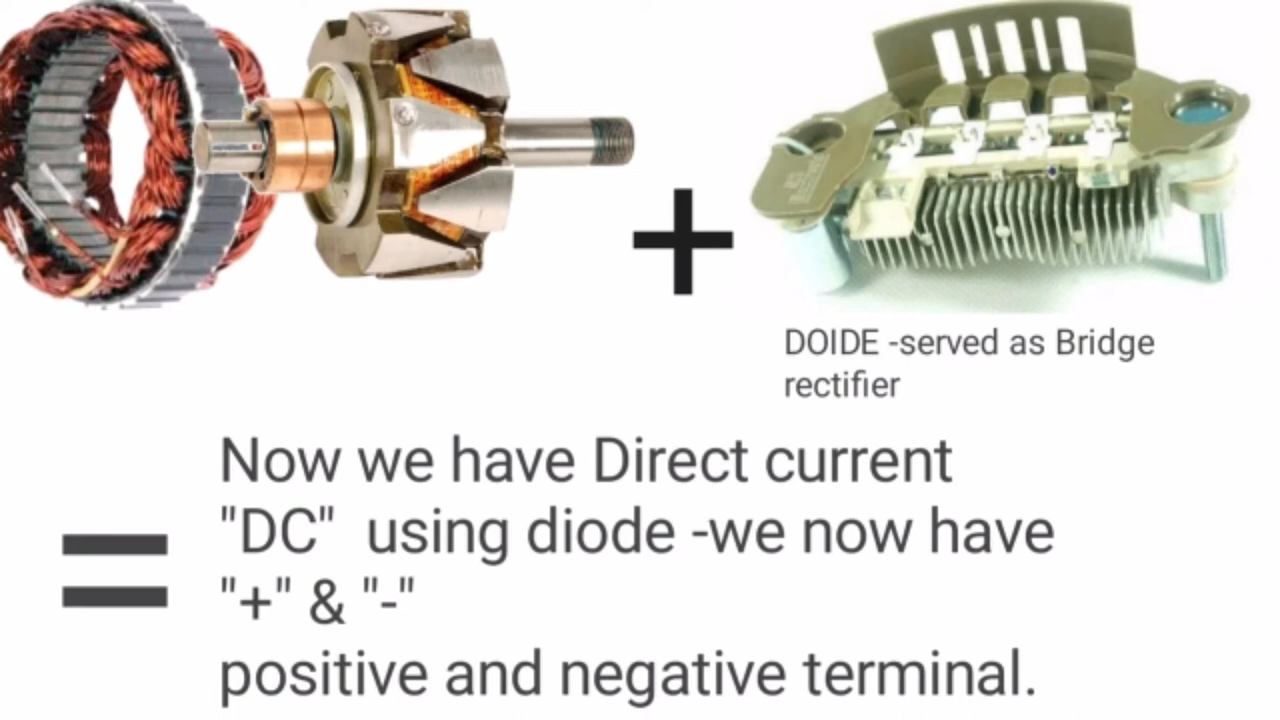 DOIDE -served as Bridge
rectifier
Now we have Direct current
"DC"  using diode -we now have
"+" & "-"
positive and negative terminal.